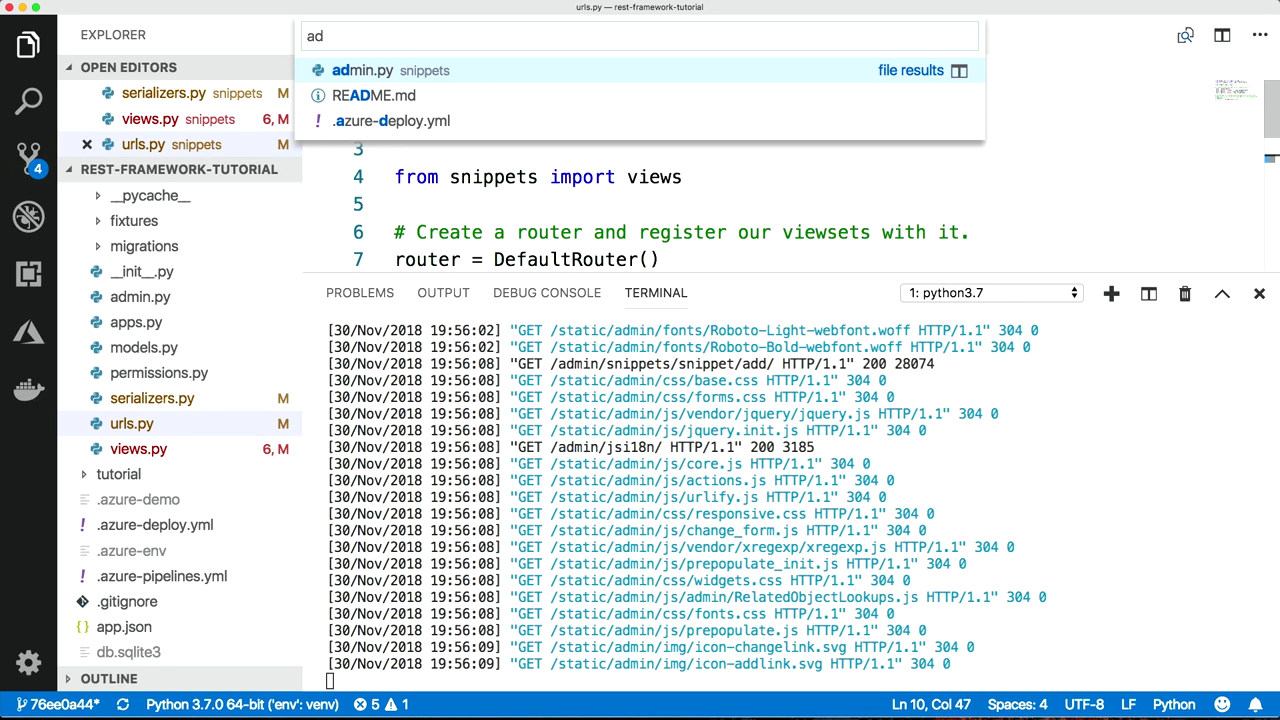 urls.py — rest-framework-tutorial
EXPLORER
OPEN EDITORS
serializers.py snippets M
views.py snippets 6, M
urls.py snippets M
REST-FRAMEWORK-TUTORIAL
__pycache__
fixtures
migrations
__init__.py
admin.py
apps.py
models.py
permissions.py
serializers.py M
urls.py M
views.py 6, M
tutorial
.azure-demo
.azure-deploy.yml
.azure-env
.azure-pipelines.yml
.gitignore
app.json
db.sqlite3
OUTLINE
4
ad
admin.py snippets file results
README.md
.azure-deploy.yml
3
4 from snippets import views
5
6 # Create a router and register our viewsets with it.
7 router = DefaultRouter()
PROBLEMS OUTPUT DEBUG CONSOLE TERMINAL 1: python3.7
[30/Nov/2018 19:56:02] "GET /static/admin/fonts/Roboto-Light-webfont.woff HTTP/1.1" 304 0
[30/Nov/2018 19:56:02] "GET /static/admin/fonts/Roboto-Bold-webfont.woff HTTP/1.1" 304 0
[30/Nov/2018 19:56:08] "GET /admin/snippets/snippet/add/ HTTP/1.1" 200 28074
[30/Nov/2018 19:56:08] "GET /static/admin/css/base.css HTTP/1.1" 304 0
[30/Nov/2018 19:56:08] "GET /static/admin/css/forms.css HTTP/1.1" 304 0
[30/Nov/2018 19:56:08] "GET /static/admin/js/vendor/jquery/jquery.js HTTP/1.1" 304 0
[30/Nov/2018 19:56:08] "GET /static/admin/js/jquery.init.js HTTP/1.1" 304 0
[30/Nov/2018 19:56:08] "GET /admin/jsi18n/ HTTP/1.1" 200 3185
[30/Nov/2018 19:56:08] "GET /static/admin/js/core.js HTTP/1.1" 304 0
[30/Nov/2018 19:56:08] "GET /static/admin/js/actions.js HTTP/1.1" 304 0
[30/Nov/2018 19:56:08] "GET /static/admin/js/urlify.js HTTP/1.1" 304 0
[30/Nov/2018 19:56:08] "GET /static/admin/css/responsive.css HTTP/1.1" 304 0
[30/Nov/2018 19:56:08] "GET /static/admin/js/change_form.js HTTP/1.1" 304 0
[30/Nov/2018 19:56:08] "GET /static/admin/js/vendor/xregexp/xregexp.js HTTP/1.1" 304 0
[30/Nov/2018 19:56:08] "GET /static/admin/js/prepopulate_init.js HTTP/1.1" 304 0
[30/Nov/2018 19:56:08] "GET /static/admin/css/widgets.css HTTP/1.1" 304 0
[30/Nov/2018 19:56:08] "GET /static/admin/js/admin/RelatedObjectLookups.js HTTP/1.1" 304 0
[30/Nov/2018 19:56:08] "GET /static/admin/css/fonts.css HTTP/1.1" 304 0
[30/Nov/2018 19:56:08] "GET /static/admin/js/prepopulate.js HTTP/1.1" 304 0
[30/Nov/2018 19:56:09] "GET /static/admin/img/icon-changelink.svg HTTP/1.1" 304 0
[30/Nov/2018 19:56:09] "GET /static/admin/img/icon-addlink.svg HTTP/1.1" 304 0
76ee0a44* Python 3.7.0 64-bit ('env': venv) 5 1 Ln 10, Col 47 Spaces: 4 UTF-8 LF Python